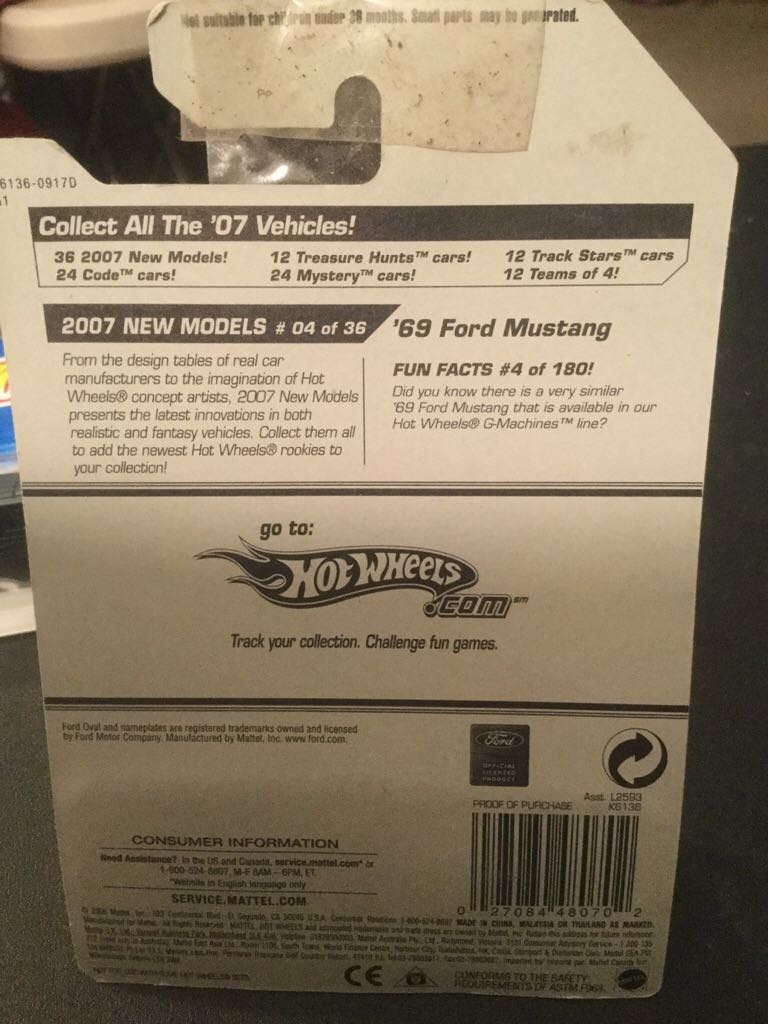 Not suitable for children under 36 months. Small parts may be generated.
PP
6136-0917D
Collect All The '07 Vehicles!
36 2007 New Models! 12 Treasure Hunts™ cars! 12 Track Stars™ cars
24 Code™ cars! 24 Mystery™ cars! 12 Teams of 4!
2007 NEW MODELS # 04 of 36
'69 Ford Mustang
From the design tables of real car
manufacturers to the imagination of Hot
Wheels® concept artists, 2007 New Models
presents the latest innovations in both
realistic and fantasy vehicles. Collect them all
to add the newest Hot Wheels® rookies to
your collection!
FUN FACTS #4 of 180!
Did you know there is a very similar
'69 Ford Mustang that is available in our
Hot Wheels® G-Machines™ line?
go to:
HOT WHEELS
.COM℠
Track your collection. Challenge fun games.
Ford Oval and nameplates are registered trademarks owned and licensed
by Ford Motor Company. Manufactured by Mattel, Inc. www.ford.com.
Ford
OFFICIAL
LICENSED
PRODUCT
Asst. L2593
PROOF OF PURCHASE K6136
0 27084 48070 2
CONSUMER INFORMATION
Need Assistance? In the US and Canada, service.mattel.com* or
1-800-524-8697, M-F 8AM - 6PM, ET.
*Website in English language only
SERVICE.MATTEL.COM
MADE IN CHINA, MALAYSIA OR THAILAND AS MARKED.
CE
CONFORMS TO THE SAFETY
REQUIREMENTS OF ASTM F963.